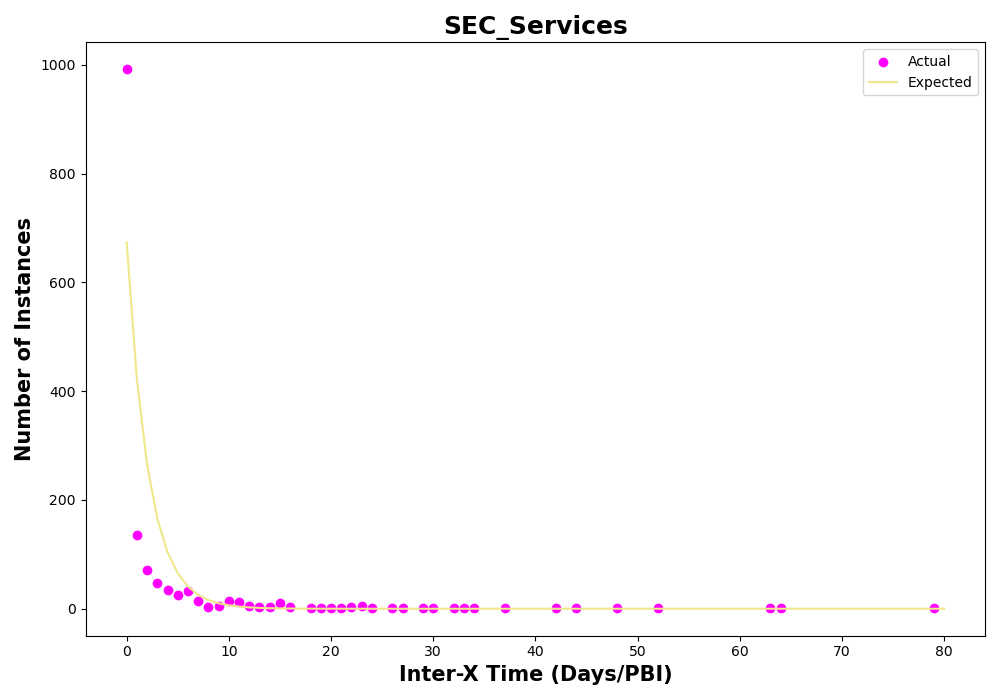 SEC_Services
Actual
Expected
Number of Instances
1000
800
600
400
200
0
0 10 20 30 40 50 60 70 80
Inter-X Time (Days/PBI)